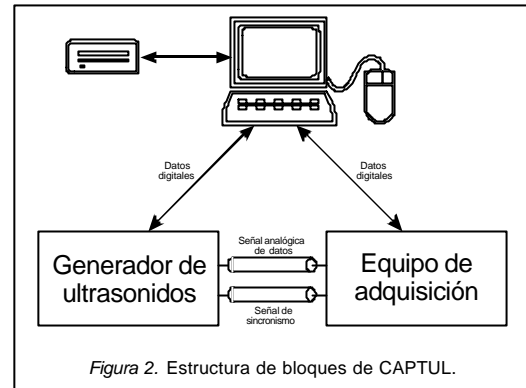 Datos
digitales
Datos
digitales
Señal analógica
de datos
Generador de
ultrasonidos
Equipo de
adquisición
Señal de
sincronismo
Figura 2. Estructura de bloques de CAPTUL.